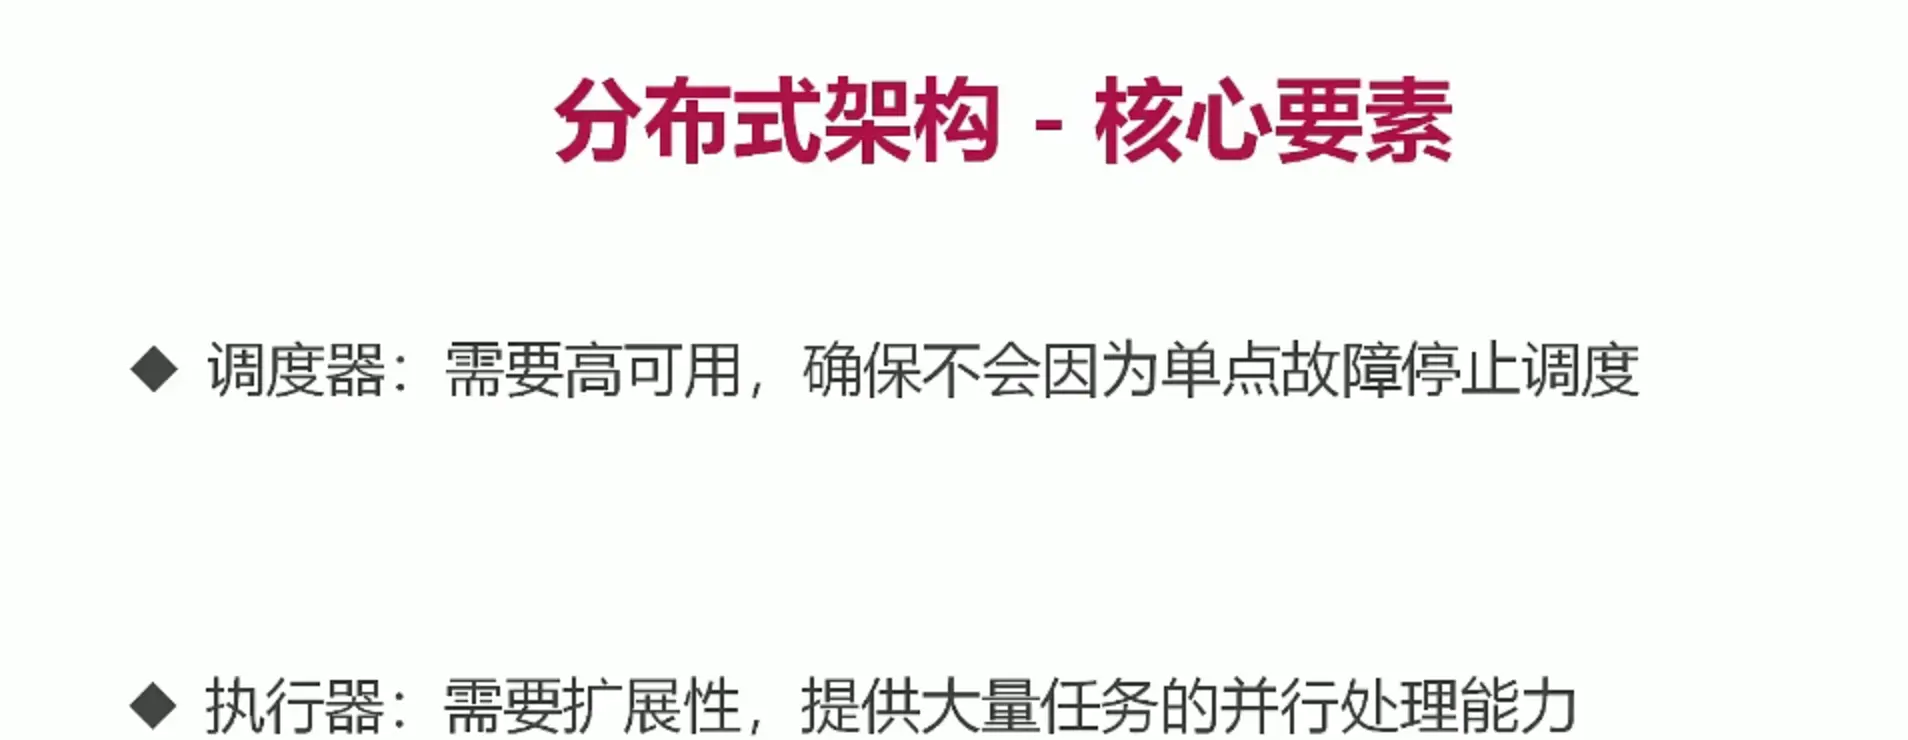 分布式架构 - 核心要素
◆ 调度器：需要高可用，确保不会因为单点故障停止调度
◆ 执行器：需要扩展性，提供大量任务的并行处理能力